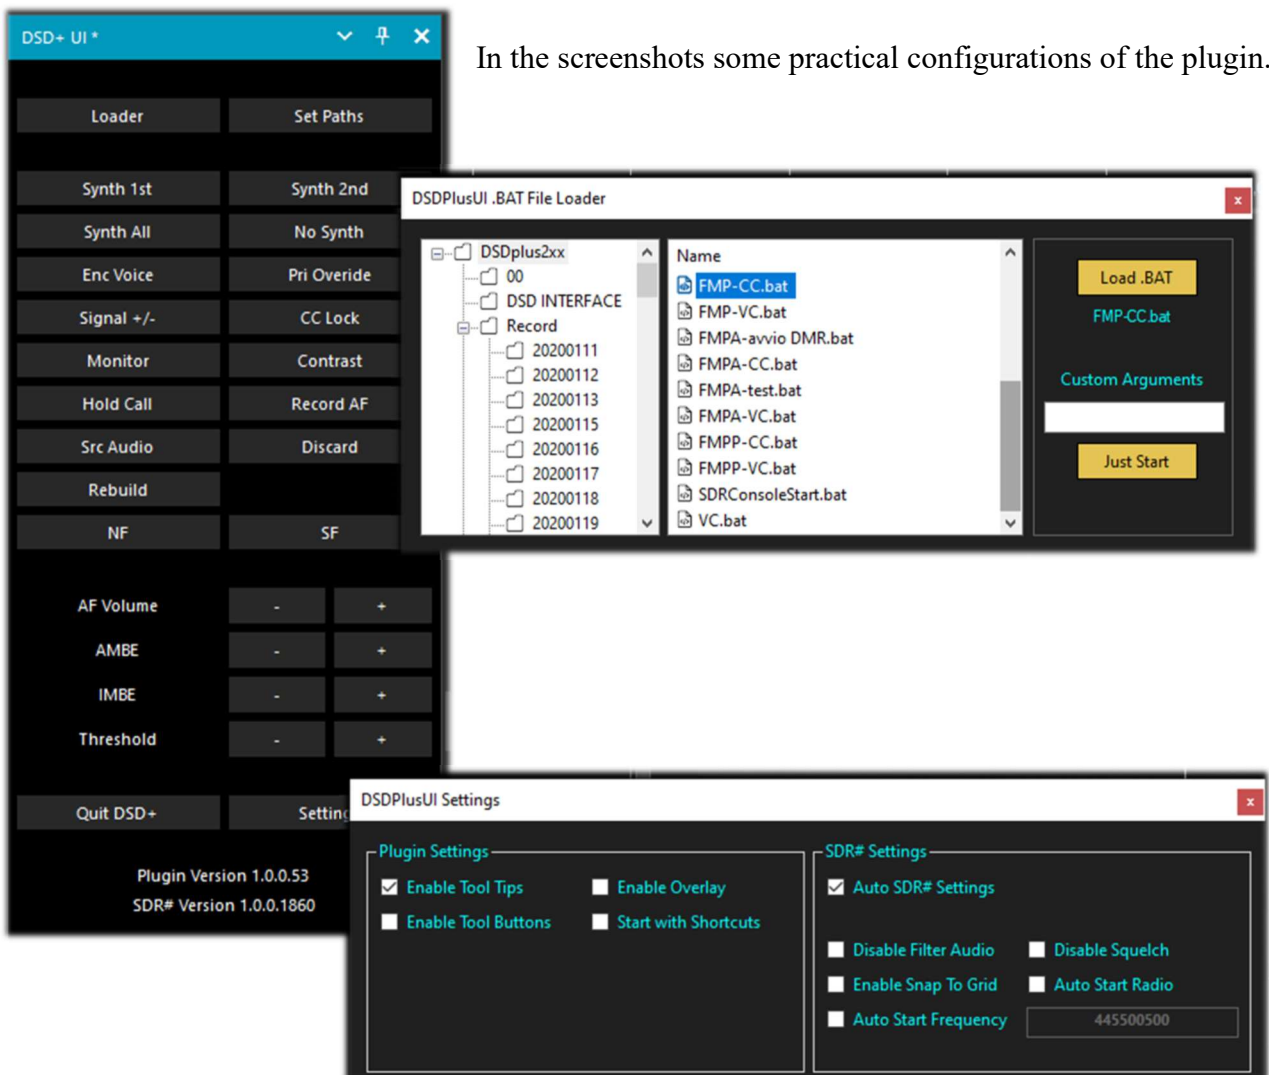 DSD+ UI *
In the screenshots some practical configurations of the plugin.
Loader Set Paths
Synth 1st Synth 2nd
Synth All No Synth
Enc Voice Pri Overide
Signal +/- CC Lock
Monitor Contrast
Hold Call Record AF
Src Audio Discard
Rebuild
NF SF
AF Volume - +
AMBE - +
IMBE - +
Threshold - +
Quit DSD+
Plugin Version 1.0.0.53
SDR# Version 1.0.0.1860
DSDPlusUI .BAT File Loader
x
DSDplus2xx
00
DSD INTERFACE
Record
20200111
20200112
20200113
20200115
20200116
20200117
20200118
20200119
Name
FMP-CC.bat
FMP-VC.bat
FMPA-avvio DMR.bat
FMPA-CC.bat
FMPA-test.bat
FMPA-VC.bat
FMPP-CC.bat
FMPP-VC.bat
SDRConsoleStart.bat
VC.bat
Load .BAT
FMP-CC.bat
Custom Arguments
Just Start
DSDPlusUI Settings
x
Plugin Settings
Enable Tool Tips Enable Overlay
Enable Tool Buttons Start with Shortcuts
SDR# Settings
Auto SDR# Settings
Disable Filter Audio Disable Squelch
Enable Snap To Grid Auto Start Radio
Auto Start Frequency 445500500